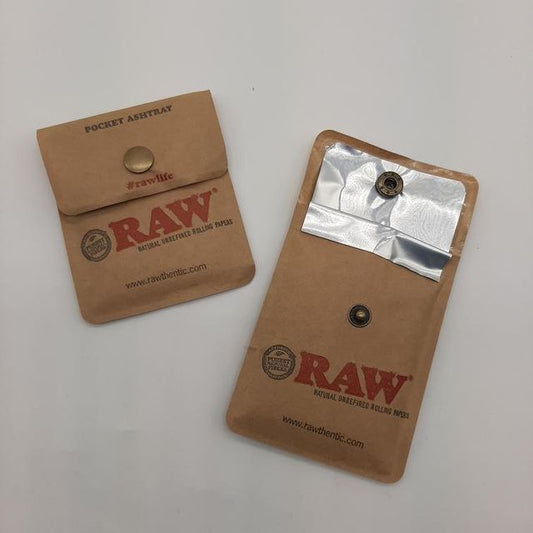 POCKET ASHTRAY
#rawlife
RAW®
NATURAL UNREFINED ROLLING PAPERS
www.rawthentic.com
RAW®
NATURAL UNREFINED ROLLING PAPERS
www.rawthentic.com